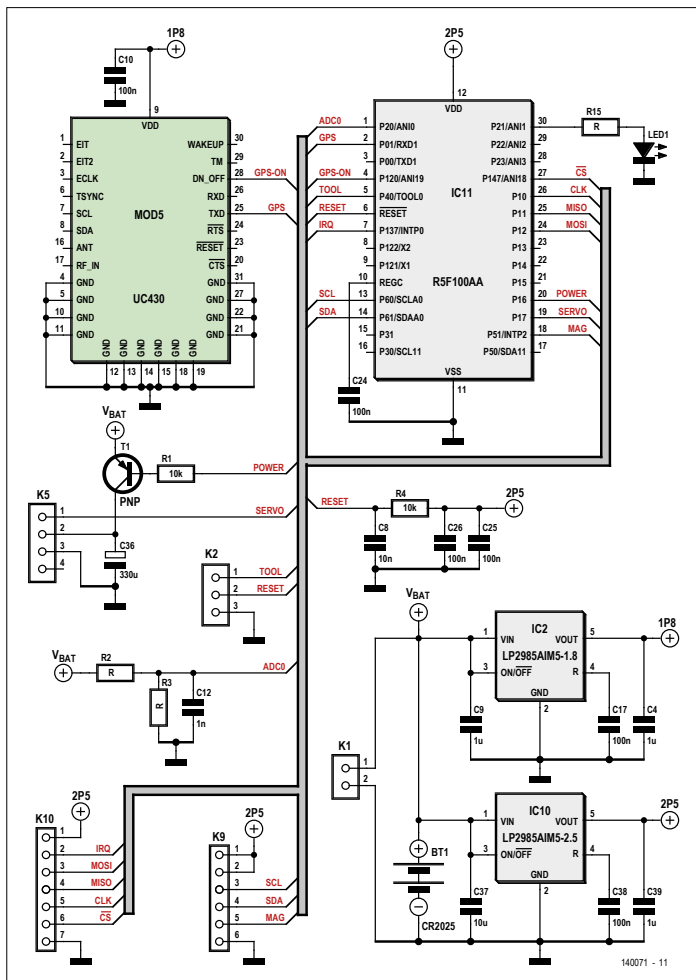 1P8
C10
100n
9
VDD
1 EIT
2 EIT2
3 ECLK
6 TSYNC
7 SCL
8 SDA
16 ANT
17 RF_IN
4 GND
5 GND
10 GND
11 GND
MOD5
UC430
WAKEUP 30
TM 29
DN_OFF 28
RXD 26
TXD 25
RTS 24
RESET 23
CTS 20
GND 31
GND 27
GND 22
GND 21
GND GND GND GND GND GND
12 13 14 15 18 19
GPS-ON
GPS
2P5
12
VDD
ADC0 1 P20/ANI0
GPS 2 P01/RXD1
3 P00/TXD1
GPS-ON 4 P120/ANI19
TOOL 5 P40/TOOL0
RESET 6 RESET
IRQ 7 P137/INTP0
8 P122/X2
9 P121/X1
10 REGC
SCL 13 P60/SCLA0
SDA 14 P61/SDAA0
15 P31
16 P30/SCL11
IC11
R5F100AA
P21/ANI1 30
P22/ANI2 29
P23/ANI3 28
P147/ANI18 27 CS
P10 26 CLK
P11 25 MISO
P12 24 MOSI
P13 23
P14 22
P15 21
P16 20 POWER
P17 19 SERVO
P51/INTP2 18 MAG
P50/SDA11 17
VSS
11
R15
R
LED1
C24
100n
VBAT
T1
PNP
R1
10k
POWER
K5
1
2
3
4
SERVO
C36
330u
K2
1 TOOL
2 RESET
3
RESET
R4
10k
2P5
C8
10n
C26
100n
C25
100n
VBAT
R2
R
ADC0
R3
R
C12
1n
VBAT
K1
1
2
IC2
LP2985AIM5-1.8
1 VIN
3 ON/OFF
VOUT 5
R 4
GND
2
1P8
C9
1u
C17
100n
C4
1u
IC10
LP2985AIM5-2.5
1 VIN
3 ON/OFF
VOUT 5
R 4
GND
2
2P5
BT1
CR2025
C37
10u
C38
100n
C39
1u
2P5
K10
1
2 IRQ
3 MOSI
4 MISO
5 CLK
6 CS
7
2P5
K9
1
2
3 SCL
4 SDA
5 MAG
6
140071 - 11